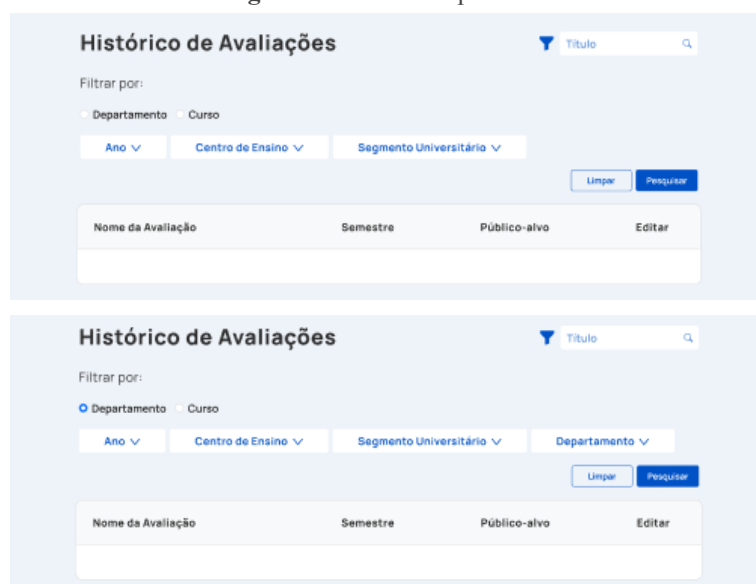 Histórico de Avaliações
Título
Filtrar por:
Departamento Curso
Ano Centro de Ensino Segmento Universitário
Limpar Pesquisar
Nome da Avaliação Semestre Público-alvo Editar
Histórico de Avaliações
Título
Filtrar por:
Departamento Curso
Ano Centro de Ensino Segmento Universitário Departamento
Limpar Pesquisar
Nome da Avaliação Semestre Público-alvo Editar